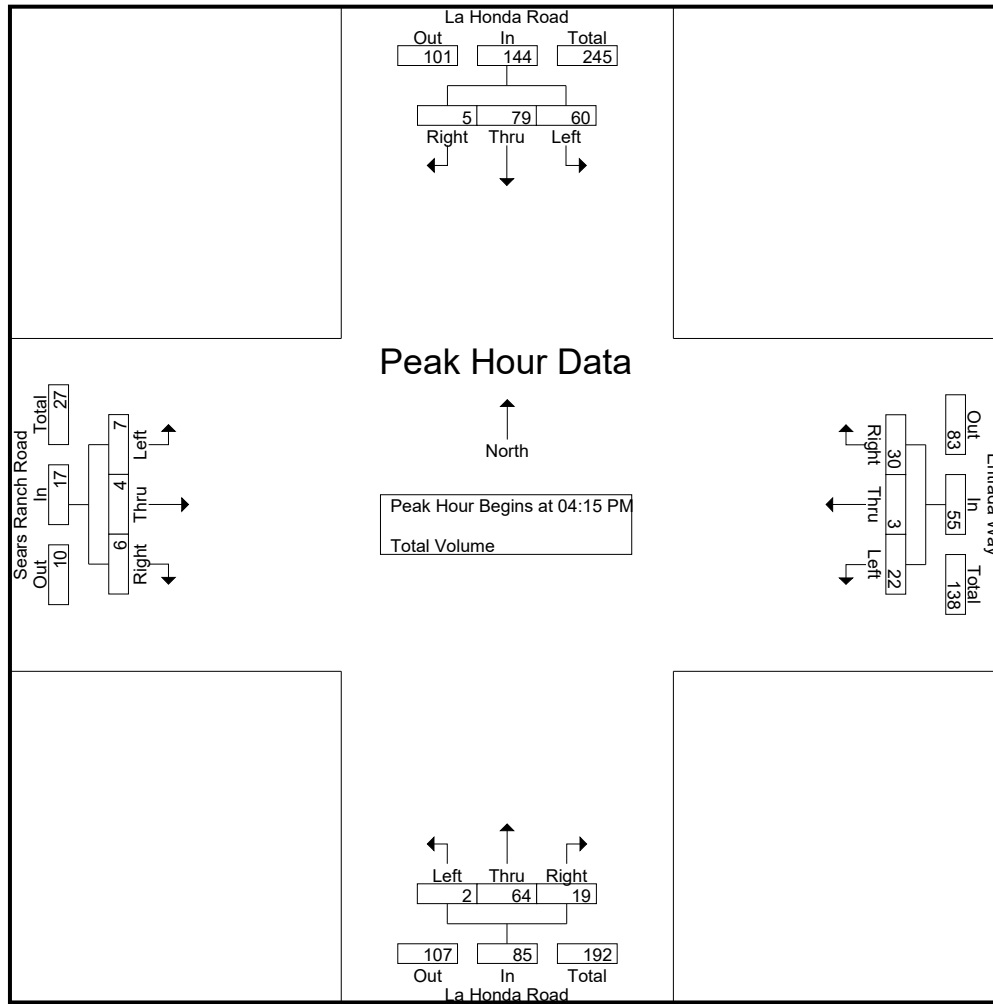 La Honda Road
Out In Total
101 144 245
5 79 60
Right Thru Left
Peak Hour Data
North
Peak Hour Begins at 04:15 PM
Total Volume
Sears Ranch Road
Out In Total
10 17 27
7 4 6
Left Thru Right
Entrada Way
Out In Total
83 55 138
30 3 22
Right Thru Left
Left Thru Right
2 64 19
107 85 192
Out In Total
La Honda Road